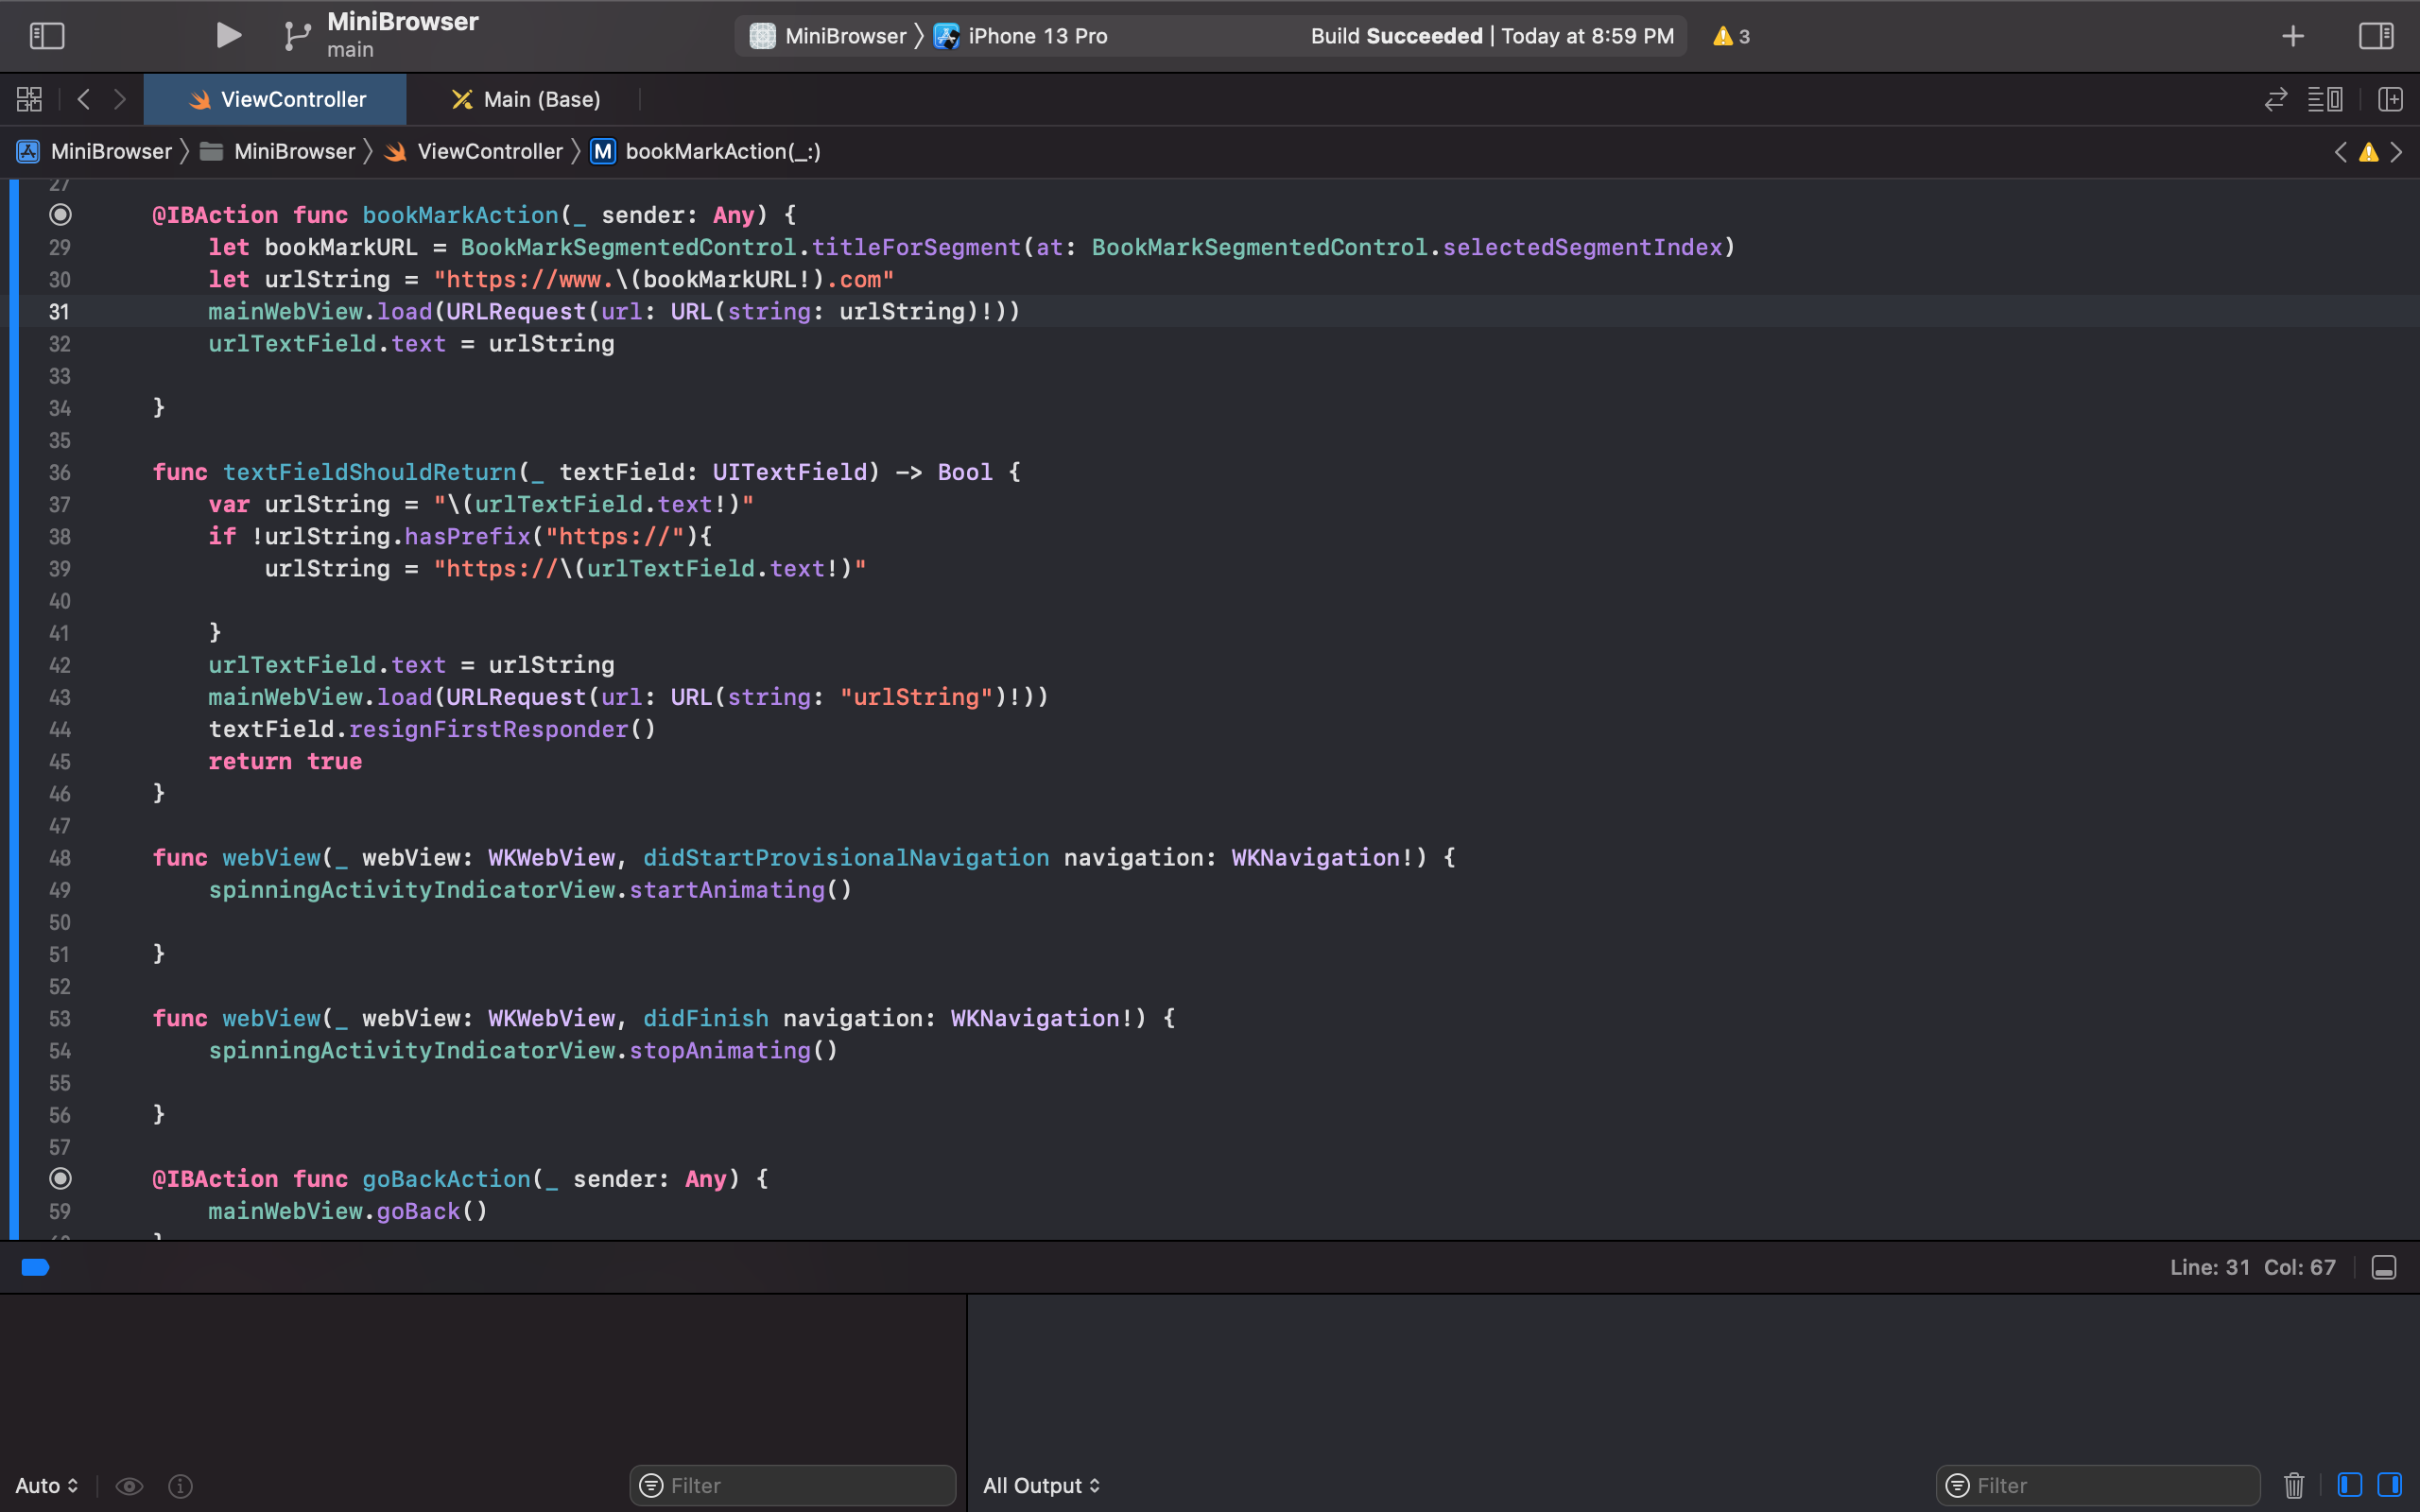 MiniBrowser
main
MiniBrowser 〉 iPhone 13 Pro
Build Succeeded | Today at 8:59 PM
3
ViewController
Main (Base)
MiniBrowser 〉 MiniBrowser 〉 ViewController 〉 M bookMarkAction(_:)
27
@IBAction func bookMarkAction(_ sender: Any) {
29 let bookMarkURL = BookMarkSegmentedControl.titleForSegment(at: BookMarkSegmentedControl.selectedSegmentIndex)
30 let urlString = "https://www.\(bookMarkURL!).com"
31 mainWebView.load(URLRequest(url: URL(string: urlString)!))
32 urlTextField.text = urlString
33
34 }
35
36 func textFieldShouldReturn(_ textField: UITextField) -> Bool {
37 var urlString = "\(urlTextField.text!)"
38 if !urlString.hasPrefix("https://"){
39 urlString = "https://\(urlTextField.text!)"
40
41 }
42 urlTextField.text = urlString
43 mainWebView.load(URLRequest(url: URL(string: "urlString")!))
44 textField.resignFirstResponder()
45 return true
46 }
47
48 func webView(_ webView: WKWebView, didStartProvisionalNavigation navigation: WKNavigation!) {
49 spinningActivityIndicatorView.startAnimating()
50
51 }
52
53 func webView(_ webView: WKWebView, didFinish navigation: WKNavigation!) {
54 spinningActivityIndicatorView.stopAnimating()
55
56 }
57
@IBAction func goBackAction(_ sender: Any) {
59 mainWebView.goBack()
Line: 31 Col: 67
Auto
Filter
All Output
Filter